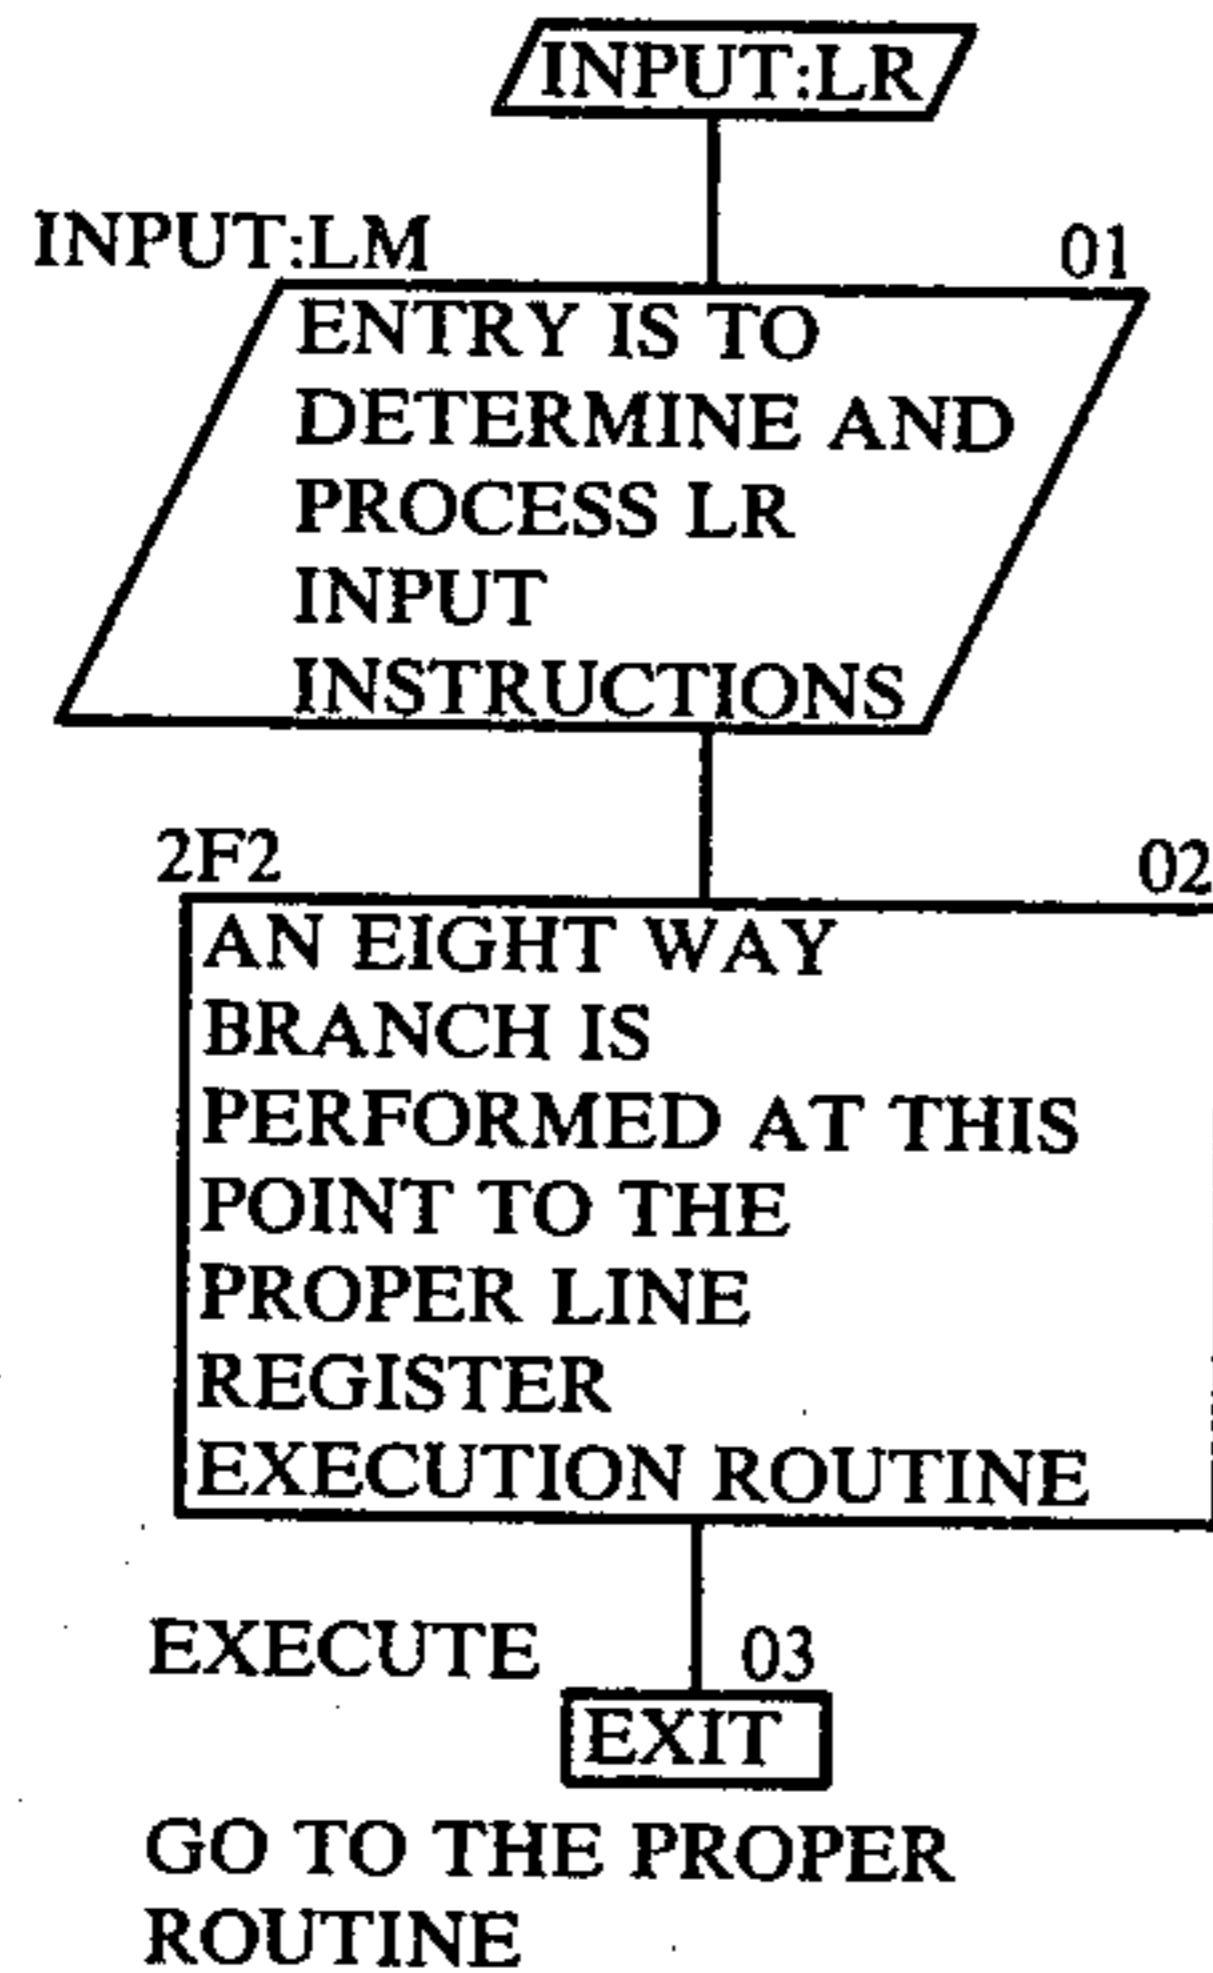 INPUT:LR
INPUT:LM 01
ENTRY IS TO
DETERMINE AND
PROCESS LR
INPUT
INSTRUCTIONS
2F2 02
AN EIGHT WAY
BRANCH IS
PERFORMED AT THIS
POINT TO THE
PROPER LINE
REGISTER
EXECUTION ROUTINE
EXECUTE 03
EXIT
GO TO THE PROPER
ROUTINE